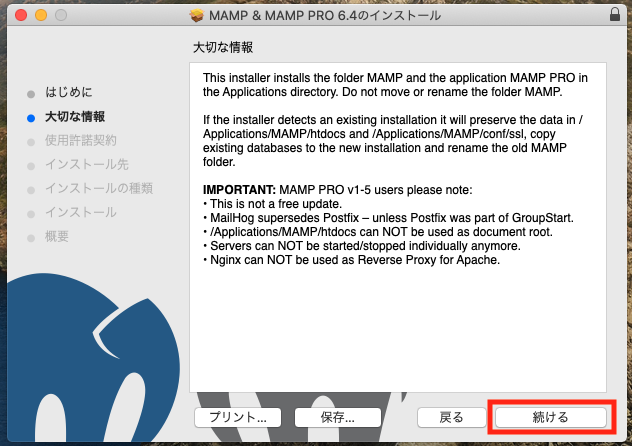 MAMP & MAMP PRO 6.4のインストール
大切な情報
はじめに
大切な情報
使用許諾契約
インストール先
インストールの種類
インストール
概要
This installer installs the folder MAMP and the application MAMP PRO in
the Applications directory. Do not move or rename the folder MAMP.
If the installer detects an existing installation it will preserve the data in /
Applications/MAMP/htdocs and /Applications/MAMP/conf/ssl, copy
existing databases to the new installation and rename the old MAMP
folder.
IMPORTANT: MAMP PRO v1-5 users please note:
• This is not a free update.
• MailHog supersedes Postfix – unless Postfix was part of GroupStart.
• /Applications/MAMP/htdocs can NOT be used as document root.
• Servers can NOT be started/stopped individually anymore.
• Nginx can NOT be used as Reverse Proxy for Apache.
プリント... 保存... 戻る 続ける